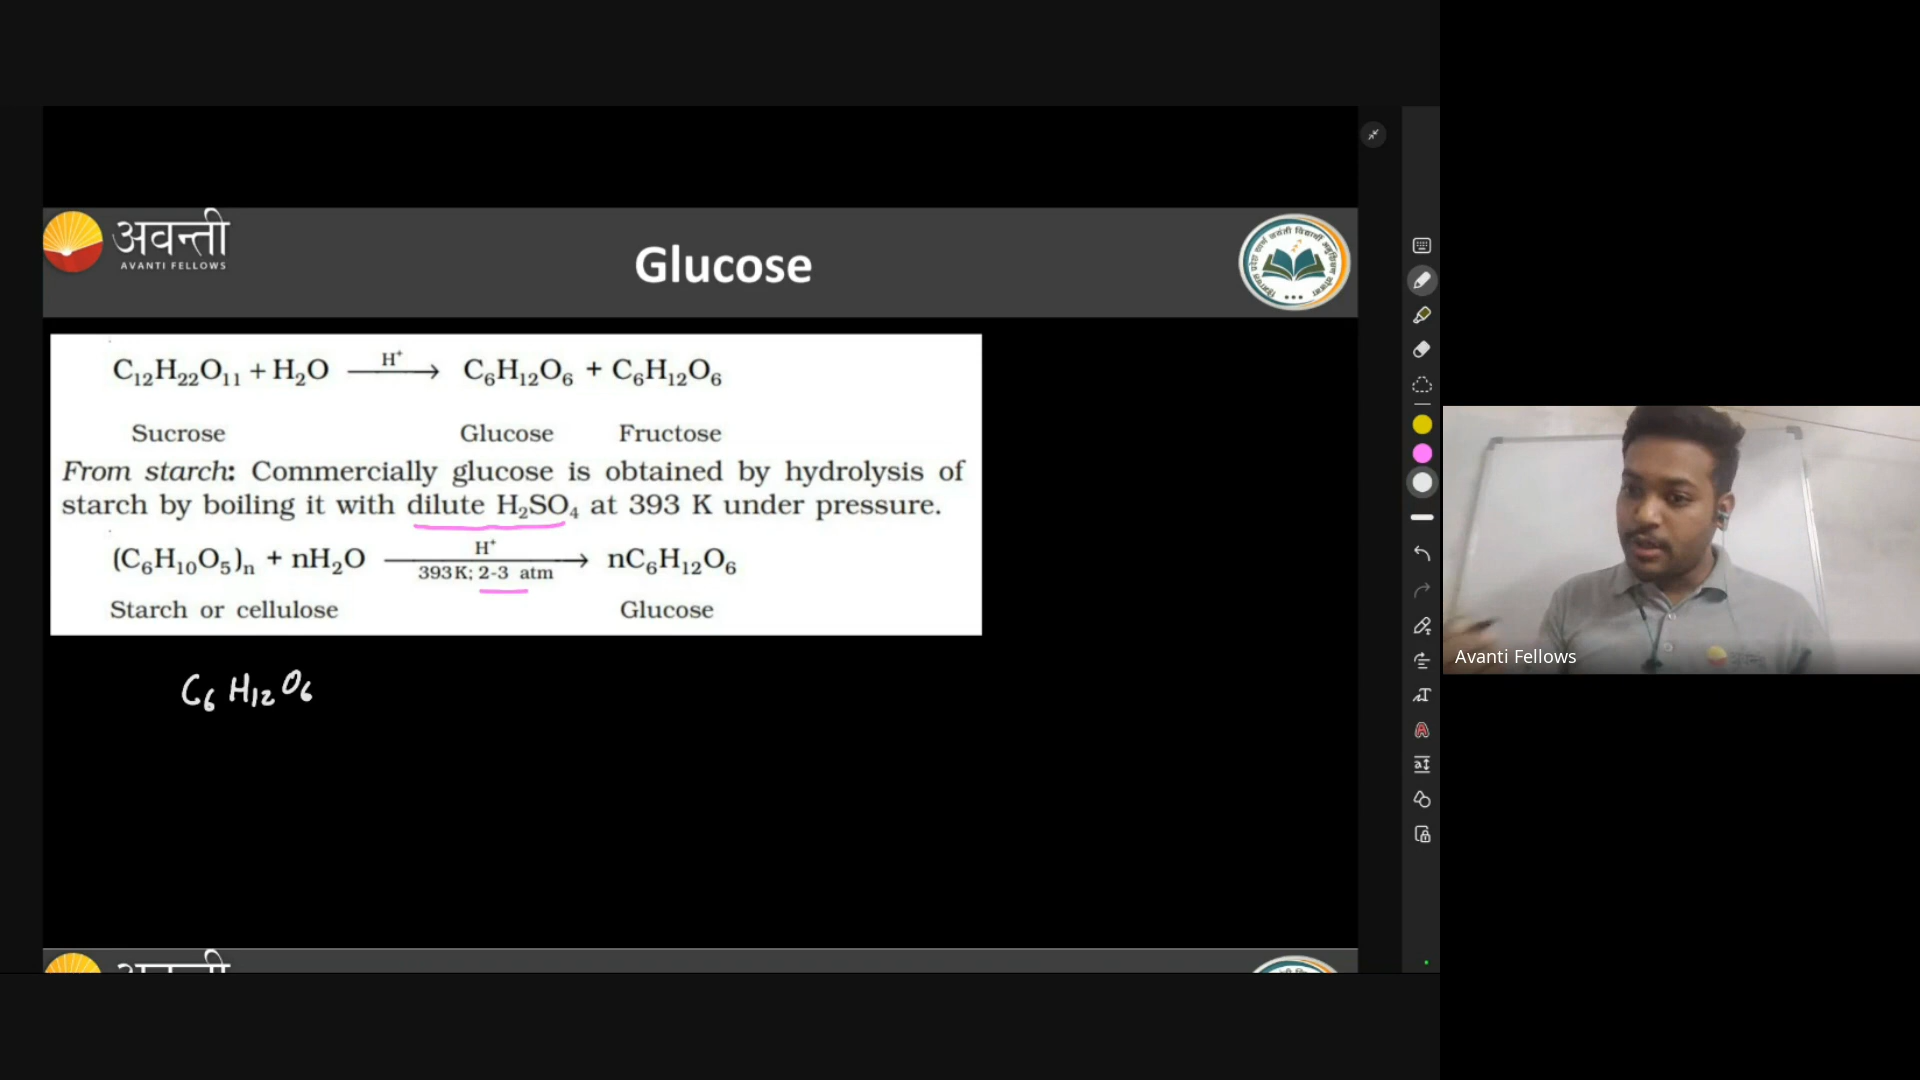 अवन्ती
AVANTI FELLOWS
Glucose
C₁₂H₂₂O₁₁ + H₂O —H⁺→ C₆H₁₂O₆ + C₆H₁₂O₆
Sucrose Glucose Fructose
From starch: Commercially glucose is obtained by hydrolysis of
starch by boiling it with dilute H₂SO₄ at 393 K under pressure.
(C₆H₁₀O₅)ₙ + nH₂O —H⁺→ nC₆H₁₂O₆
393 K; 2-3 atm
Starch or cellulose Glucose
C₆ H₁₂ O₆
Avanti Fellows